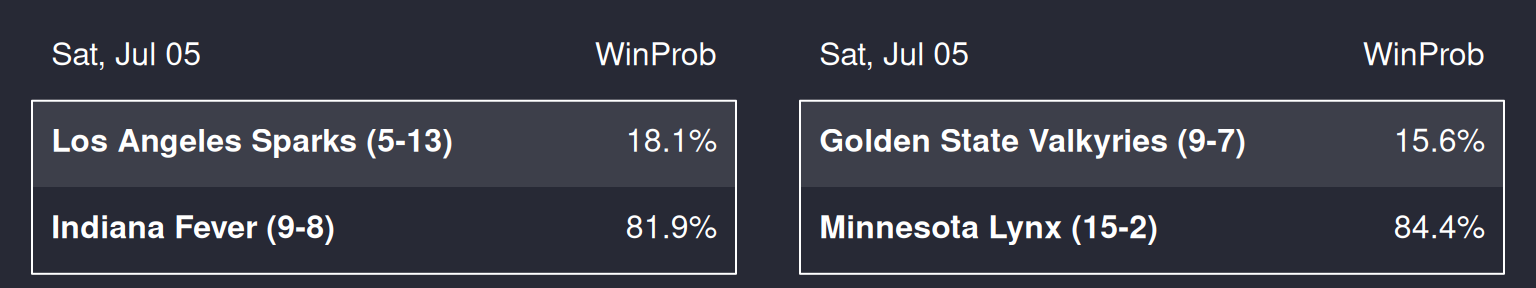 Sat, Jul 05 WinProb
Los Angeles Sparks (5-13) 18.1%
Indiana Fever (9-8) 81.9%
Sat, Jul 05 WinProb
Golden State Valkyries (9-7) 15.6%
Minnesota Lynx (15-2) 84.4%